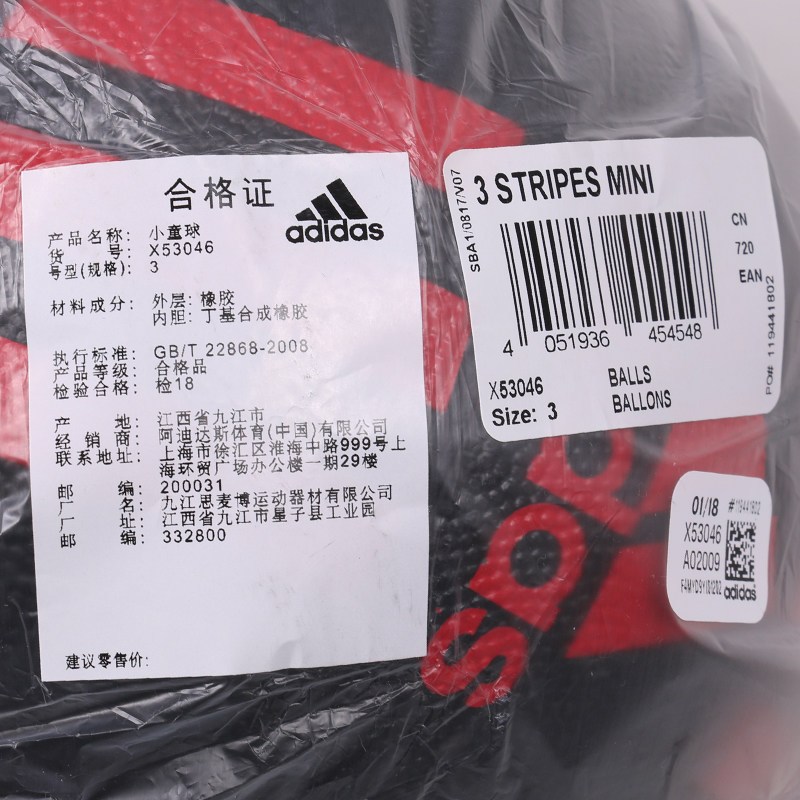 合格证
adidas
产品名称: 小童球
货 号: X53046
号型(规格): 3
材料成分: 外层: 橡胶
内胆: 丁基合成橡胶
执行标准: GB/T 22868-2008
产品等级: 合格品
检验合格: 检18
产 地: 江西省九江市
经 销 商: 阿迪达斯体育(中国)有限公司
联系地址: 上海市徐汇区淮海中路999号上
海环贸广场办公楼一期29楼
邮 编: 200031
厂 名: 九江思麦博运动器材有限公司
厂 址: 江西省九江市星子县工业园
邮 编: 332800
建议零售价:
SBA1/0817/V07
3 STRIPES MINI
CN
720
EAN
4 051936 454548
PO# 119441802
X53046 BALLS
Size: 3 BALLONS
01/18 #119441802
X53046
A02009
adidas